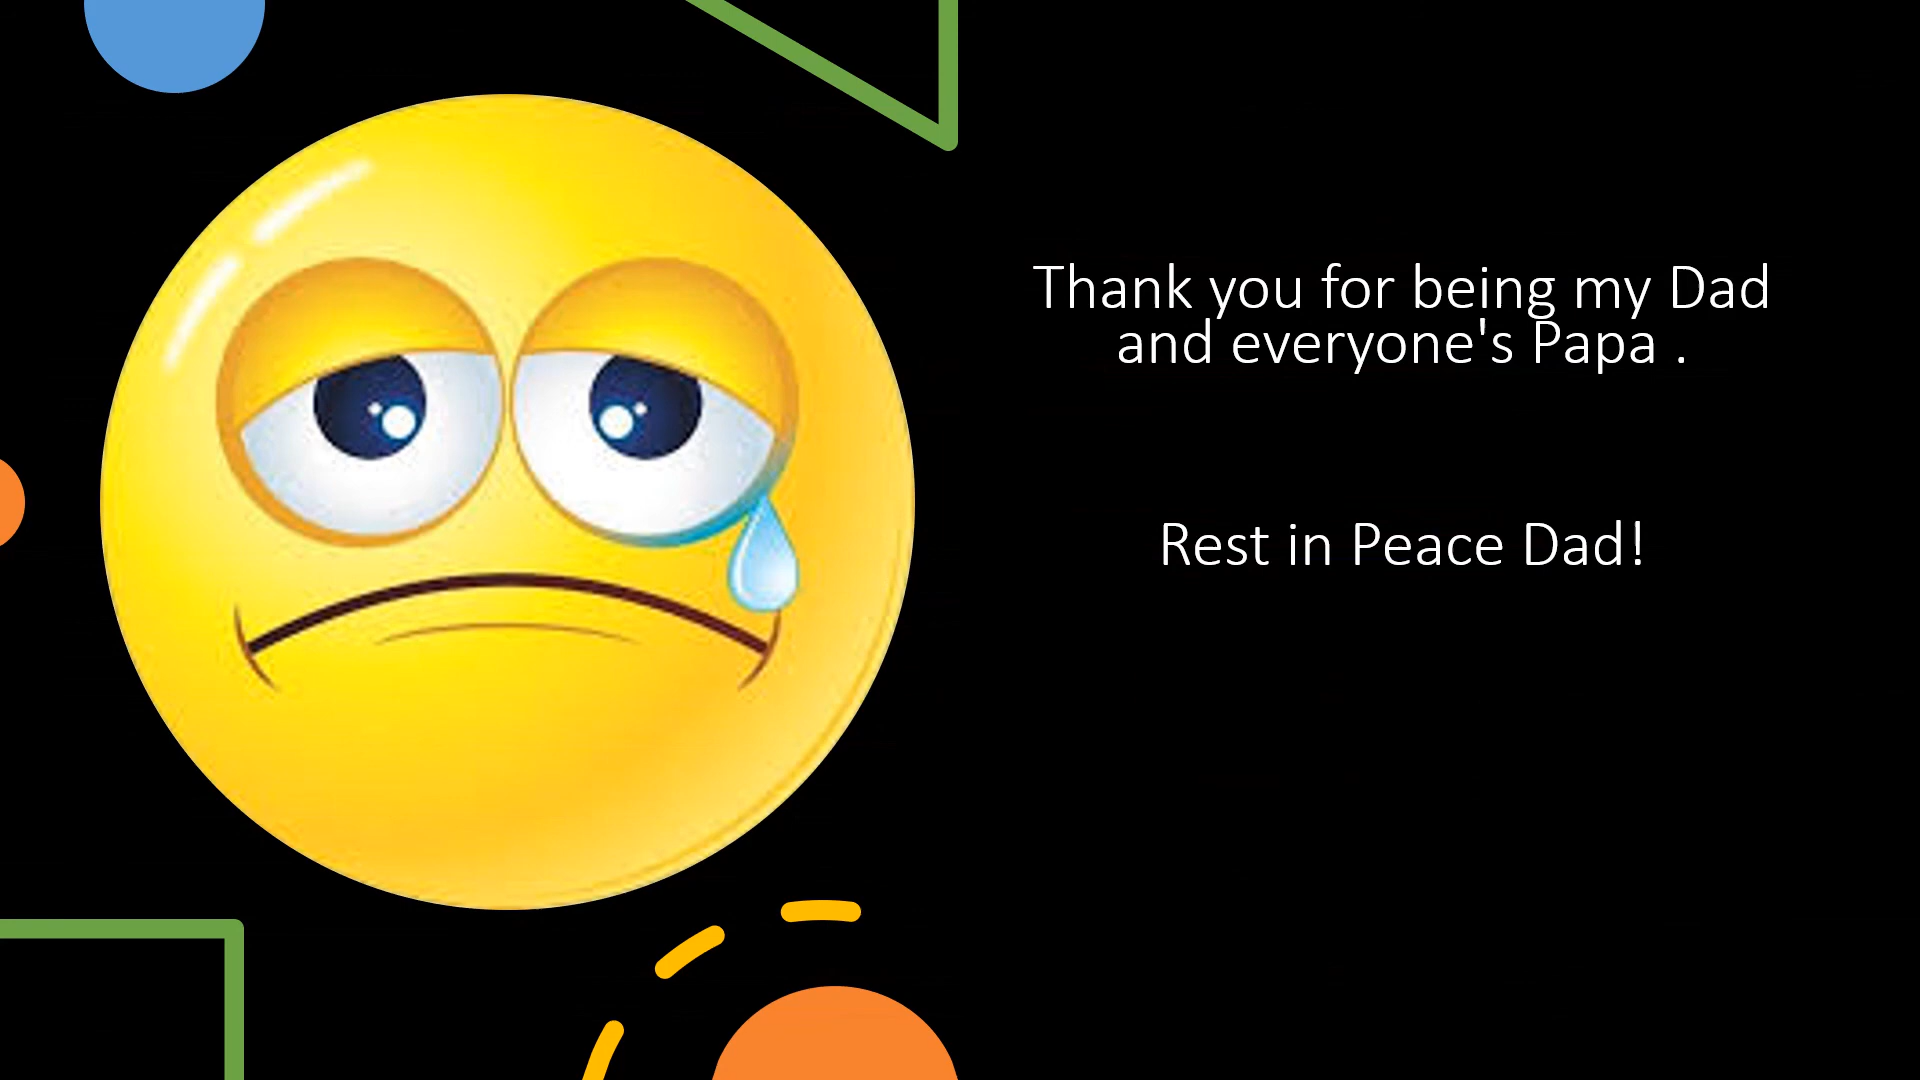 Thank you for being my Dad
and everyone's Papa .
Rest in Peace Dad!